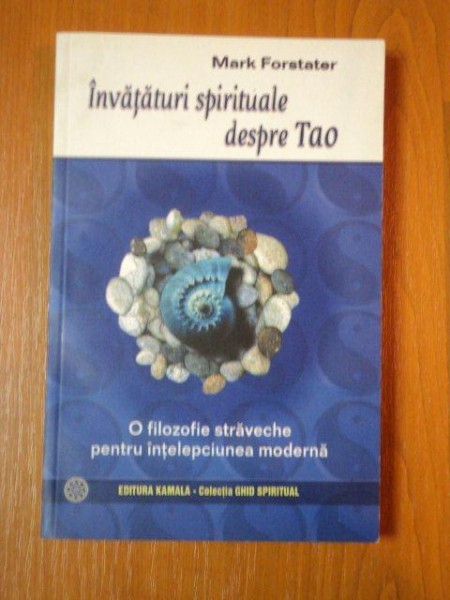 Mark Forstater
Învățături spirituale
despre Tao
O filozofie străveche
pentru înțelepciunea modernă
EDITURA KAMALA - Colecția GHID SPIRITUAL